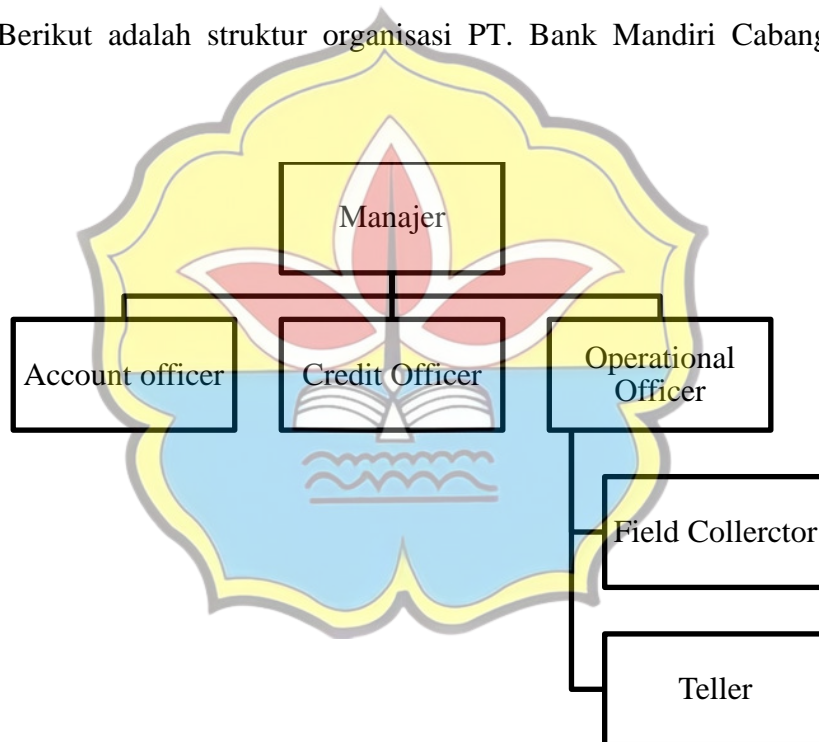 Berikut adalah struktur organisasi PT. Bank Mandiri Cabang
Manajer
Account officer
Credit Officer
Operational
Officer
Field Collerctor
Teller